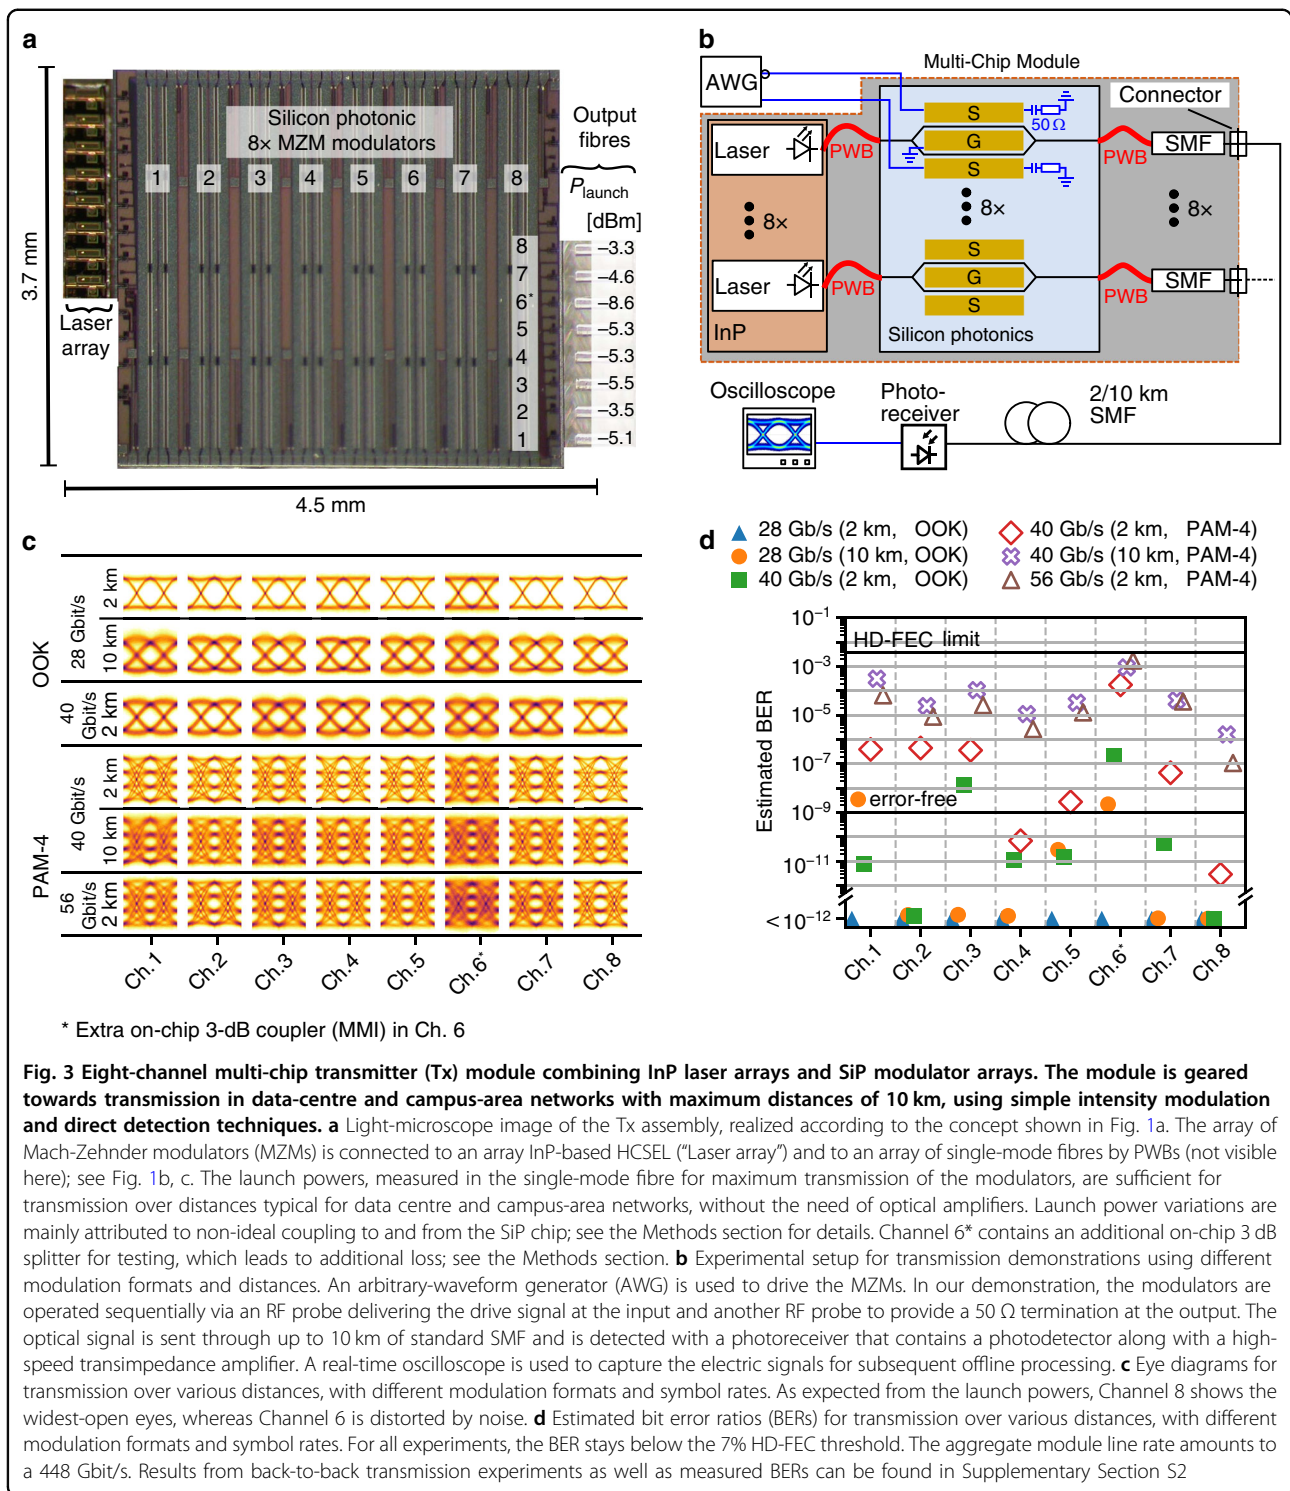 a
3.7 mm
Silicon photonic
8× MZM modulators
1 2 3 4 5 6 7 8
Output
fibres
P launch
[dBm]
8 –3.3
7 –4.6
6* –8.6
5 –5.3
4 –5.3
3 –5.5
2 –3.5
1 –5.1
Laser
array
4.5 mm
b
Multi-Chip Module
AWG
Connector
S
50 Ω
Laser
PWB
G
PWB
SMF
S
8×
8×
8×
S
Laser
PWB
G
PWB
SMF
S
InP
Silicon photonics
Oscilloscope
Photo-
receiver
2/10 km
SMF
c
OOK
28 Gbit/s
2 km
10 km
40
Gbit/s
2 km
PAM-4
40 Gbit/s
2 km
10 km
56
Gbit/s
2 km
Ch.1 Ch.2 Ch.3 Ch.4 Ch.5 Ch.6* Ch.7 Ch.8
* Extra on-chip 3-dB coupler (MMI) in Ch. 6
d
28 Gb/s (2 km, OOK)
28 Gb/s (10 km, OOK)
40 Gb/s (2 km, OOK)
40 Gb/s (2 km, PAM-4)
40 Gb/s (10 km, PAM-4)
56 Gb/s (2 km, PAM-4)
Estimated BER
10⁻¹
HD-FEC limit
10⁻³
10⁻⁵
10⁻⁷
error-free
10⁻⁹
10⁻¹¹
< 10⁻¹²
Ch.1 Ch.2 Ch.3 Ch.4 Ch.5 Ch.6* Ch.7 Ch.8
Fig. 3 Eight-channel multi-chip transmitter (Tx) module combining InP laser arrays and SiP modulator arrays. The module is geared
towards transmission in data-centre and campus-area networks with maximum distances of 10 km, using simple intensity modulation
and direct detection techniques. a Light-microscope image of the Tx assembly, realized according to the concept shown in Fig. 1a. The array of
Mach-Zehnder modulators (MZMs) is connected to an array InP-based HCSEL (“Laser array”) and to an array of single-mode fibres by PWBs (not visible
here); see Fig. 1b, c. The launch powers, measured in the single-mode fibre for maximum transmission of the modulators, are sufficient for
transmission over distances typical for data centre and campus-area networks, without the need of optical amplifiers. Launch power variations are
mainly attributed to non-ideal coupling to and from the SiP chip; see the Methods section for details. Channel 6* contains an additional on-chip 3 dB
splitter for testing, which leads to additional loss; see the Methods section. b Experimental setup for transmission demonstrations using different
modulation formats and distances. An arbitrary-waveform generator (AWG) is used to drive the MZMs. In our demonstration, the modulators are
operated sequentially via an RF probe delivering the drive signal at the input and another RF probe to provide a 50 Ω termination at the output. The
optical signal is sent through up to 10 km of standard SMF and is detected with a photoreceiver that contains a photodetector along with a high-
speed transimpedance amplifier. A real-time oscilloscope is used to capture the electric signals for subsequent offline processing. c Eye diagrams for
transmission over various distances, with different modulation formats and symbol rates. As expected from the launch powers, Channel 8 shows the
widest-open eyes, whereas Channel 6 is distorted by noise. d Estimated bit error ratios (BERs) for transmission over various distances, with different
modulation formats and symbol rates. For all experiments, the BER stays below the 7% HD-FEC threshold. The aggregate module line rate amounts to
a 448 Gbit/s. Results from back-to-back transmission experiments as well as measured BERs can be found in Supplementary Section S2